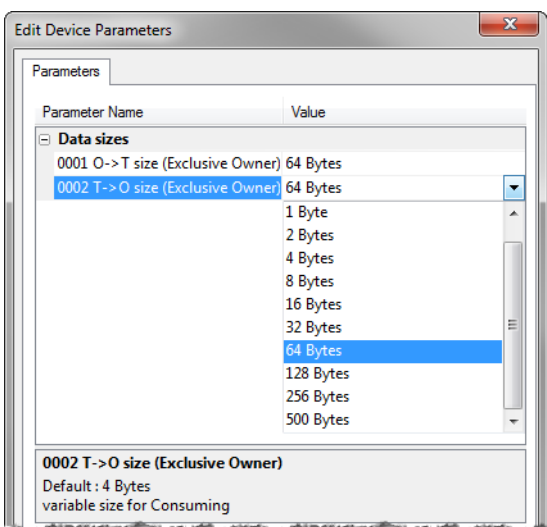 Edit Device Parameters
Parameters
Parameter Name Value
Data sizes
0001 O->T size (Exclusive Owner) 64 Bytes
0002 T->O size (Exclusive Owner) 64 Bytes
1 Byte
2 Bytes
4 Bytes
8 Bytes
16 Bytes
32 Bytes
64 Bytes
128 Bytes
256 Bytes
500 Bytes
0002 T->O size (Exclusive Owner)
Default : 4 Bytes
variable size for Consuming